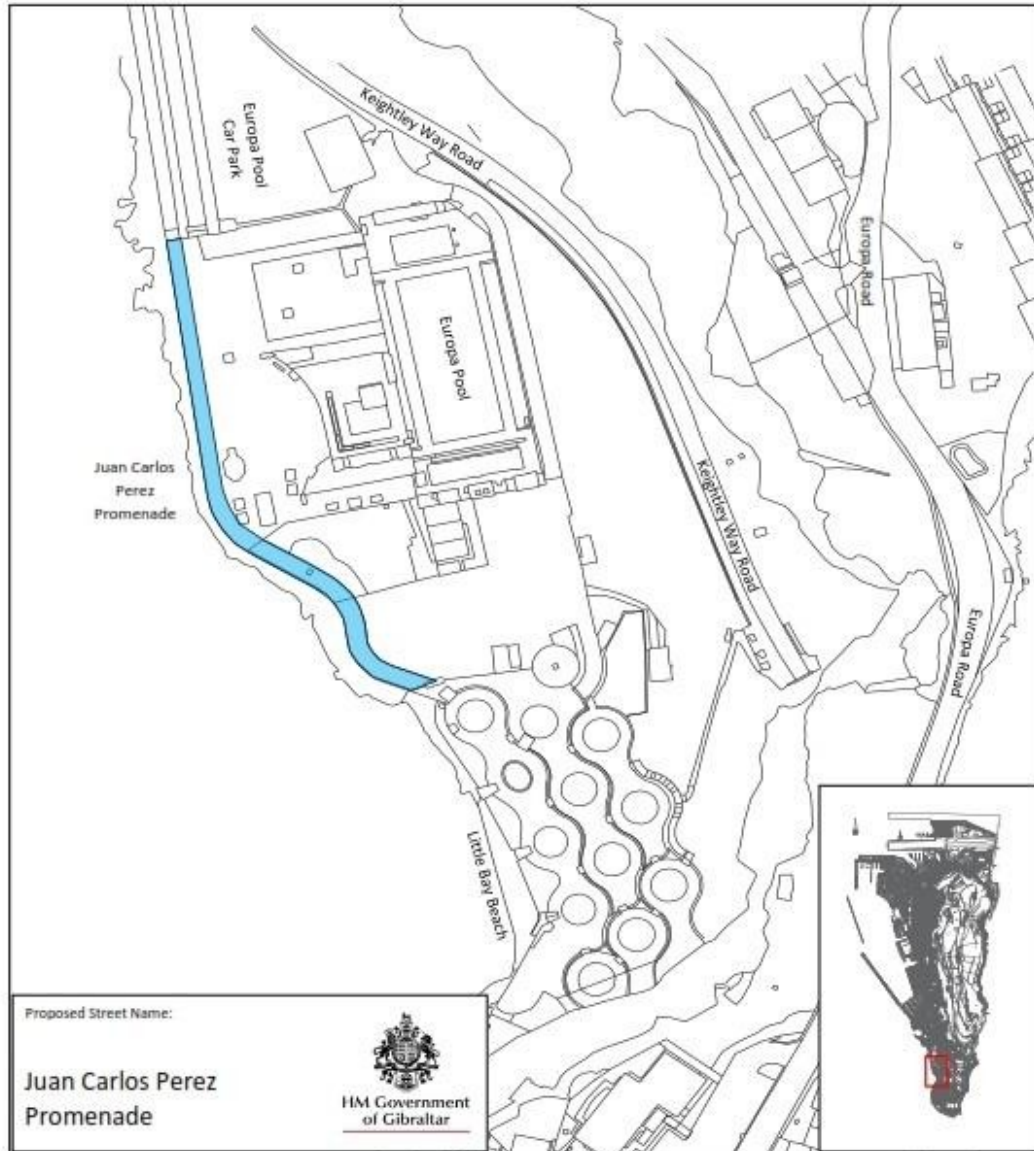 Keightley Way Road
Europa Pool
Car Park
Europa Road
Europa Pool
Juan Carlos
Perez
Promenade
Keightley Way Road
Europa Road
Little Bay Beach
Proposed Street Name:
Juan Carlos Perez
Promenade
HM Government
of Gibraltar